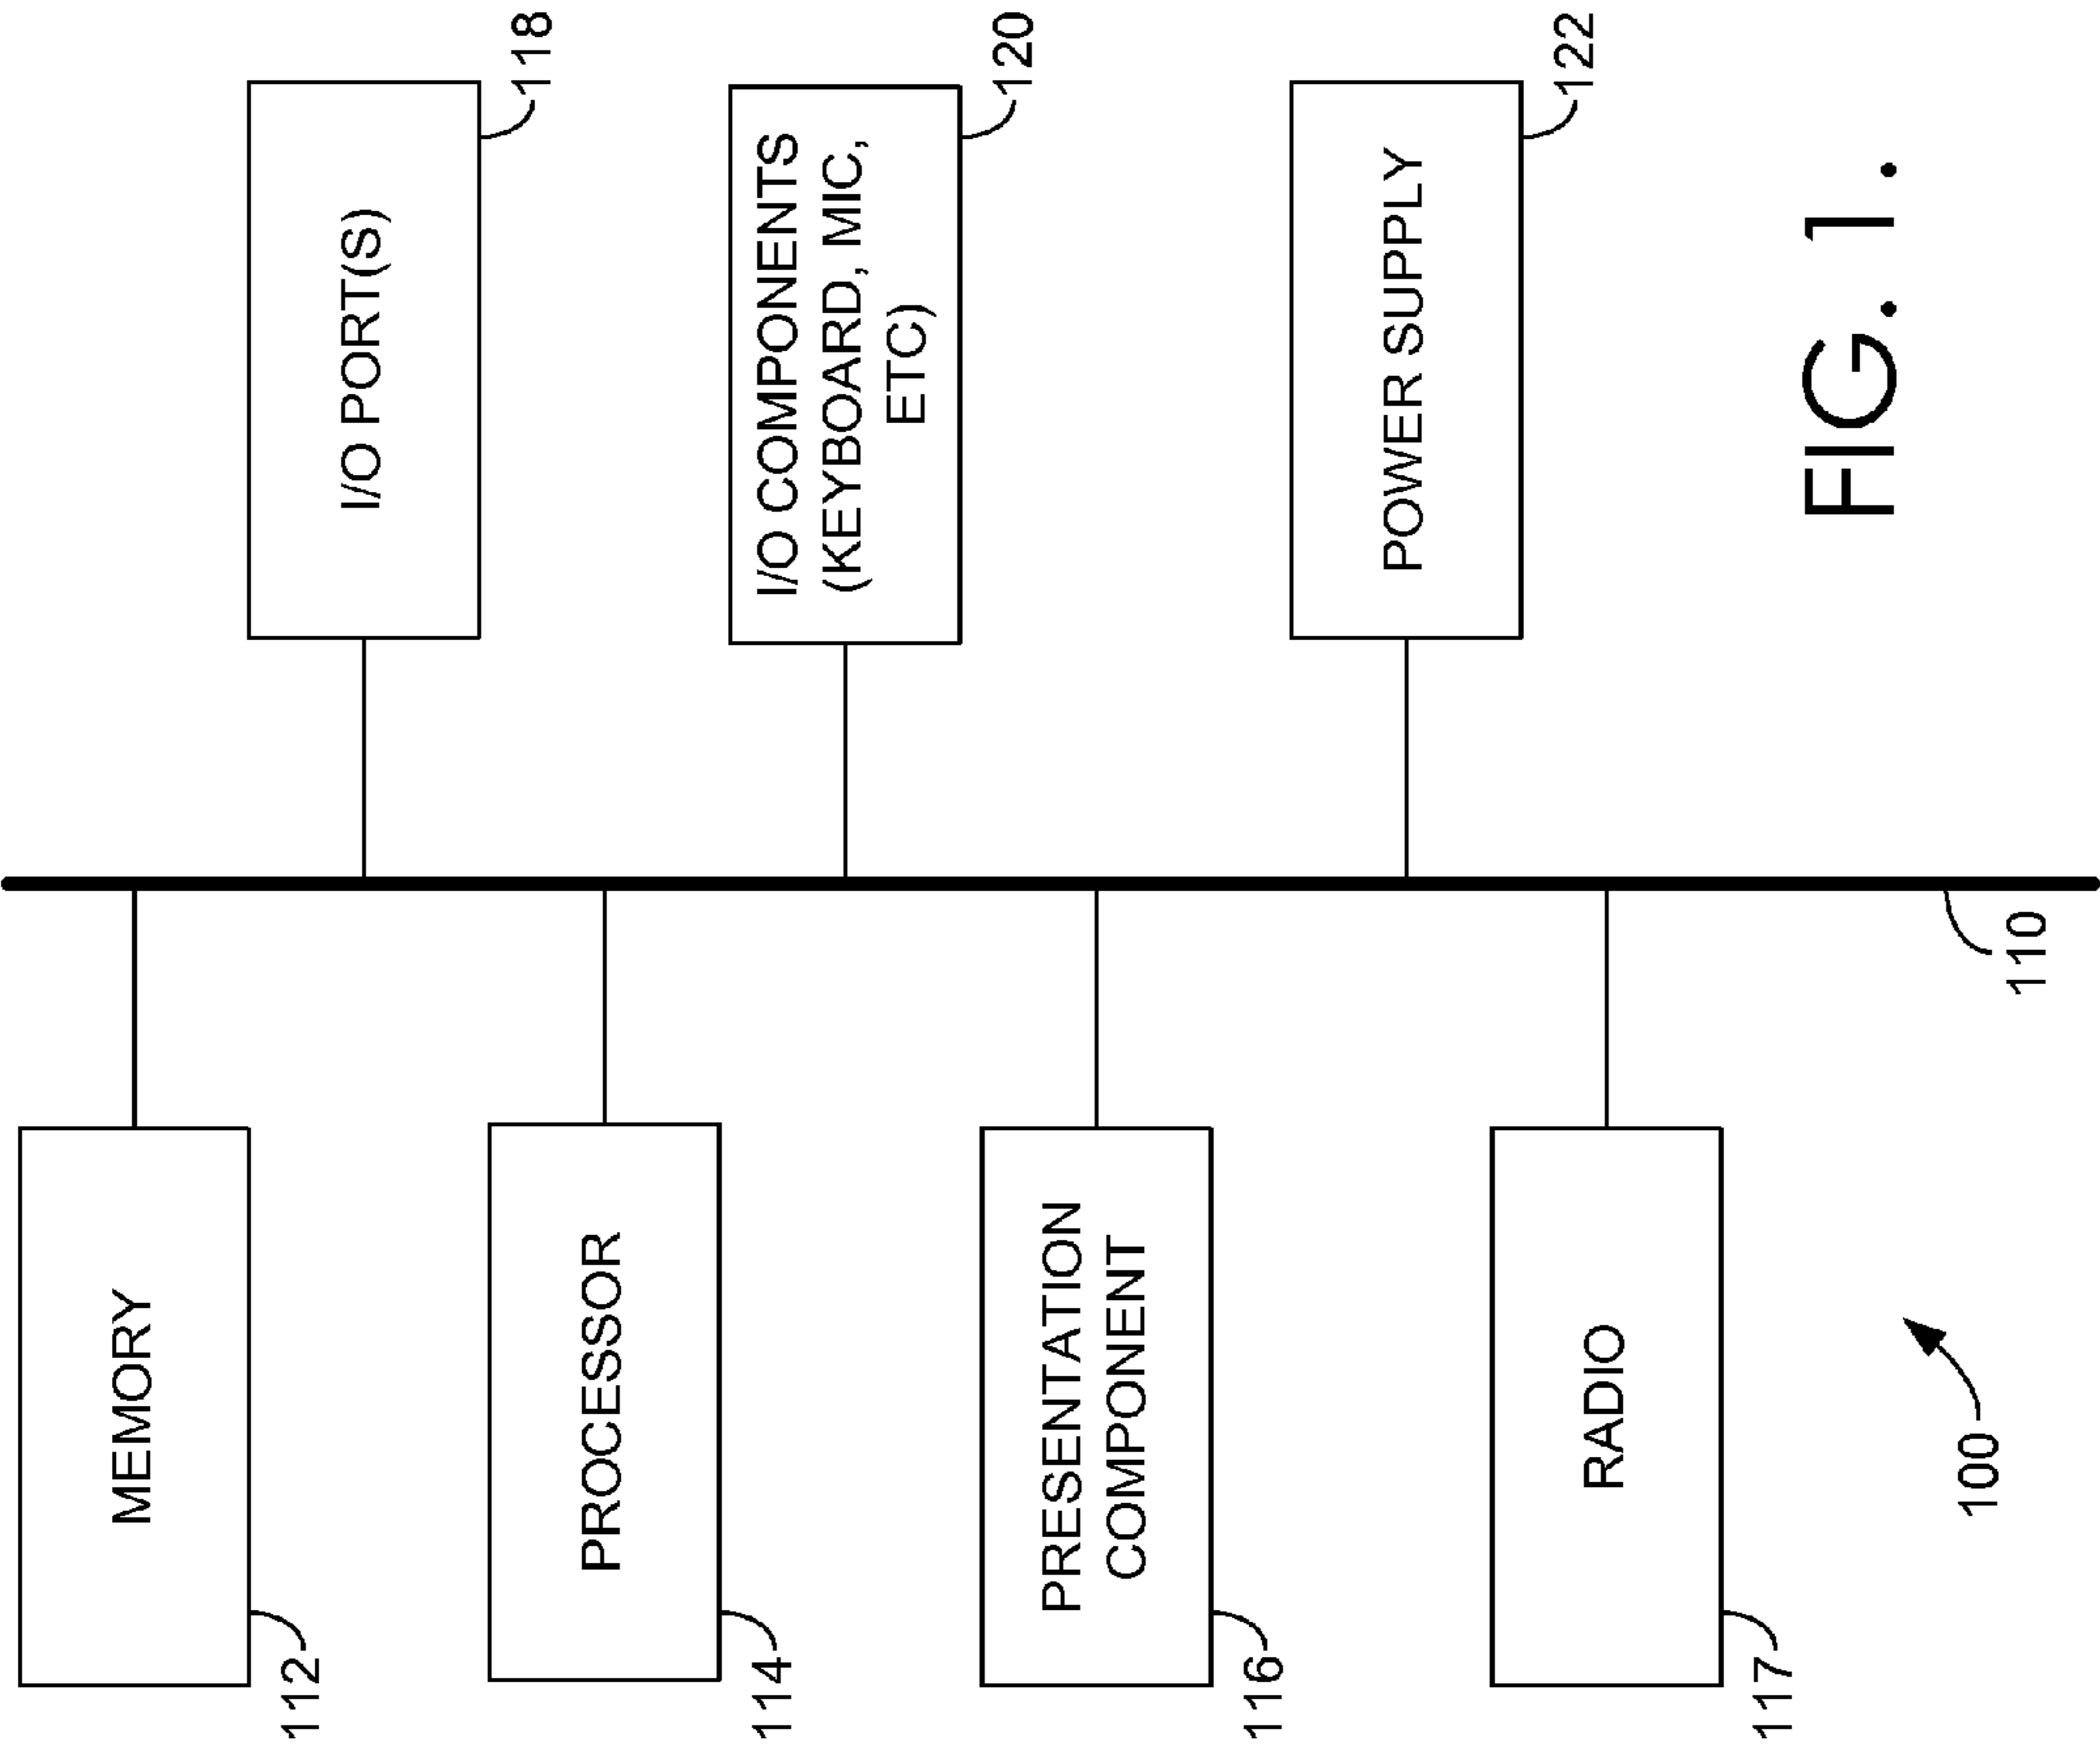 MEMORY
112
PROCESSOR
114
PRESENTATION
COMPONENT
116
RADIO
117
100
110
I/O PORT(S)
118
I/O COMPONENTS
(KEYBOARD, MIC,
ETC)
120
POWER SUPPLY
122
FIG. 1.